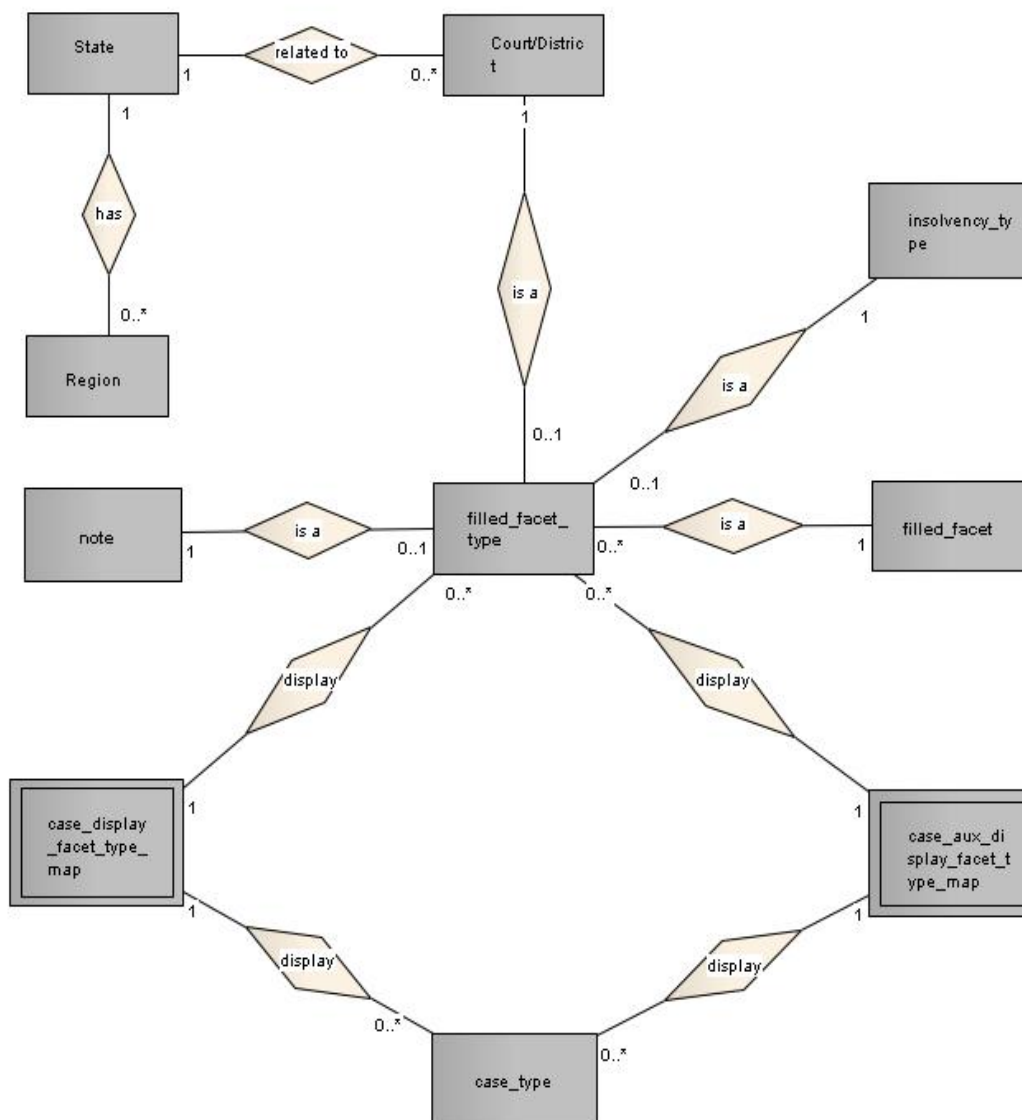 State
related to
Court/Distric
t
1
0..*
1
1
has
insolvency_ty
pe
is a
1
0..*
is a
Region
0..1
0..1
note
is a
filled_facet_
type
is a
filled_facet
1
0..1
0..*
1
0..*
0..*
display
display
1
1
case_display
_facet_type_
map
case_aux_di
splay_facet_t
ype_map
1
1
display
display
0..*
0..*
case_type